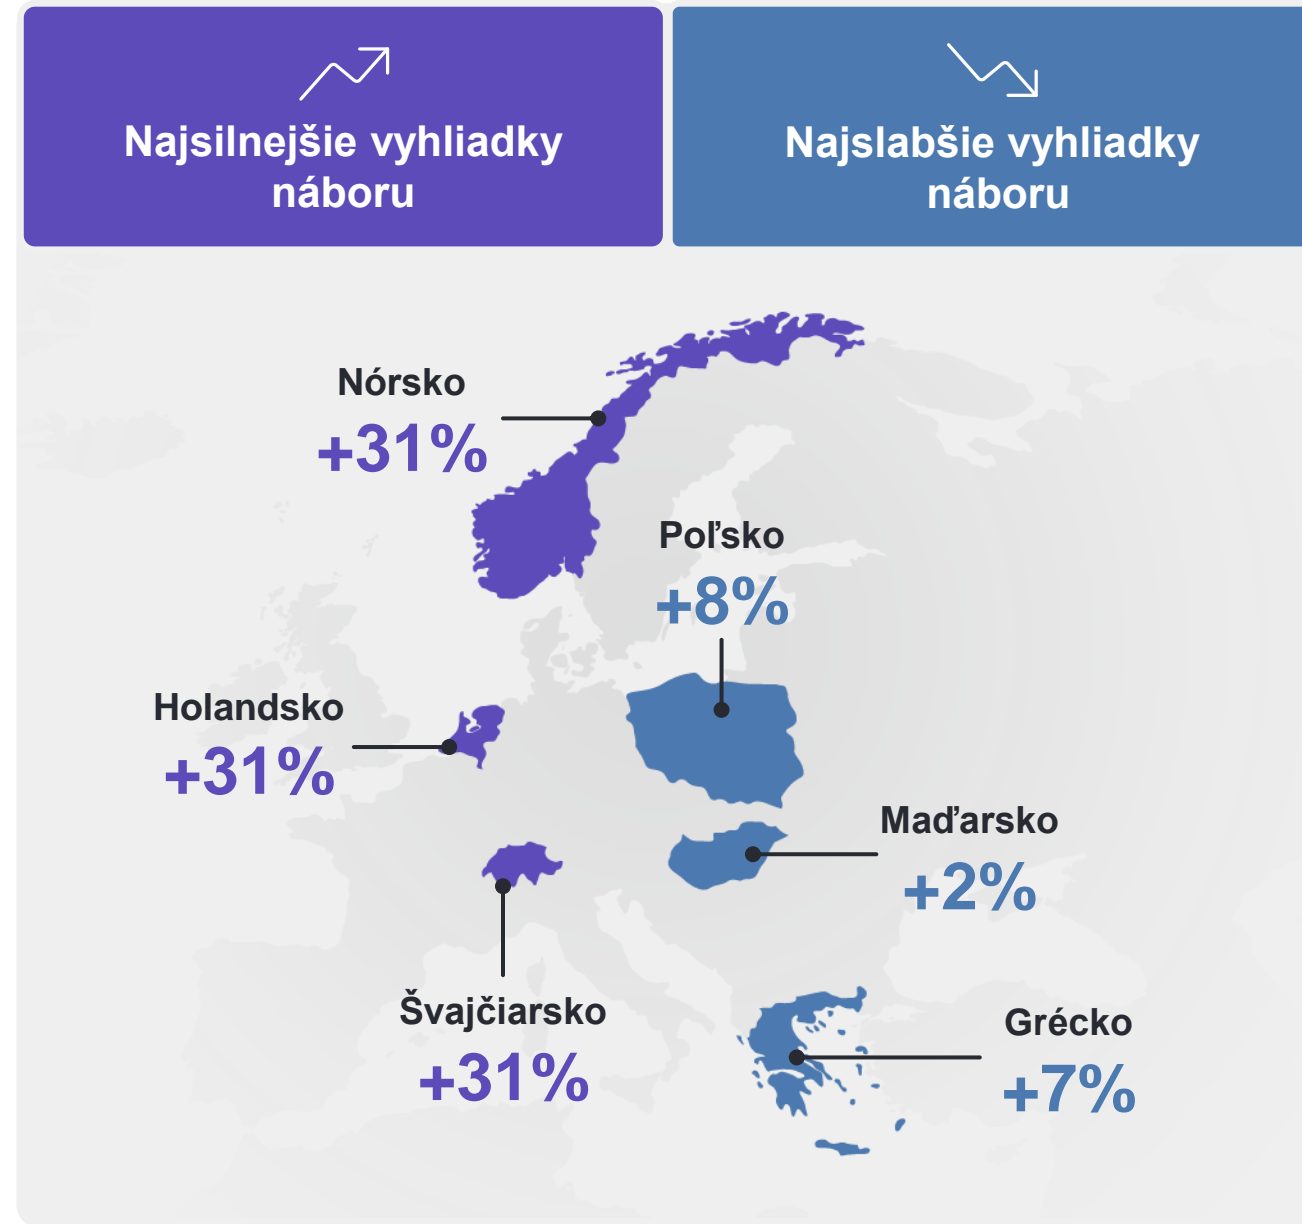 Najsilnejšie vyhliadky
náboru
Najslabšie vyhliadky
náboru
Nórsko
+31%
Poľsko
+8%
Holandsko
+31%
Maďarsko
+2%
Švajčiarsko
+31%
Grécko
+7%